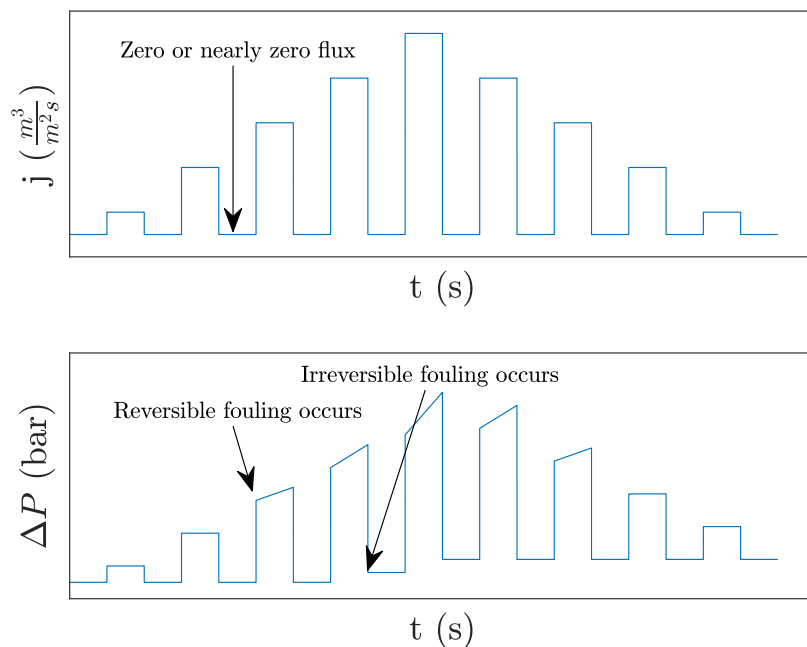 Zero or nearly zero flux
j (m³/m²s)
t (s)
Irreversible fouling occurs
Reversible fouling occurs
ΔP (bar)
t (s)